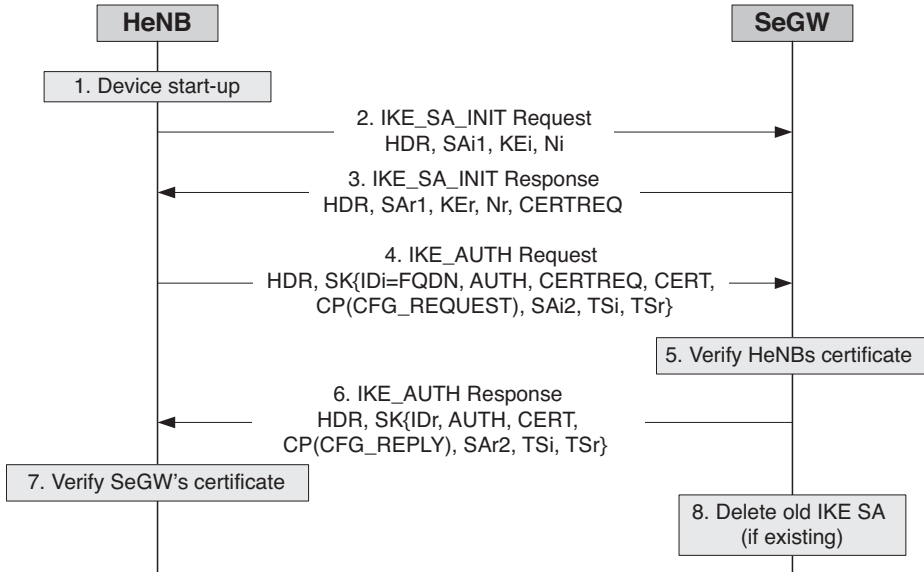 HeNB
SeGW
1. Device start-up
2. IKE_SA_INIT Request
HDR, SAi1, KEi, Ni
3. IKE_SA_INIT Response
HDR, SAr1, KEr, Nr, CERTREQ
4. IKE_AUTH Request
HDR, SK{IDi=FQDN, AUTH, CERTREQ, CERT,
CP(CFG_REQUEST), SAi2, TSi, TSr}
5. Verify HeNBs certificate
6. IKE_AUTH Response
HDR, SK{IDr, AUTH, CERT,
CP(CFG_REPLY), SAr2, TSi, TSr}
7. Verify SeGW's certificate
8. Delete old IKE SA
(if existing)